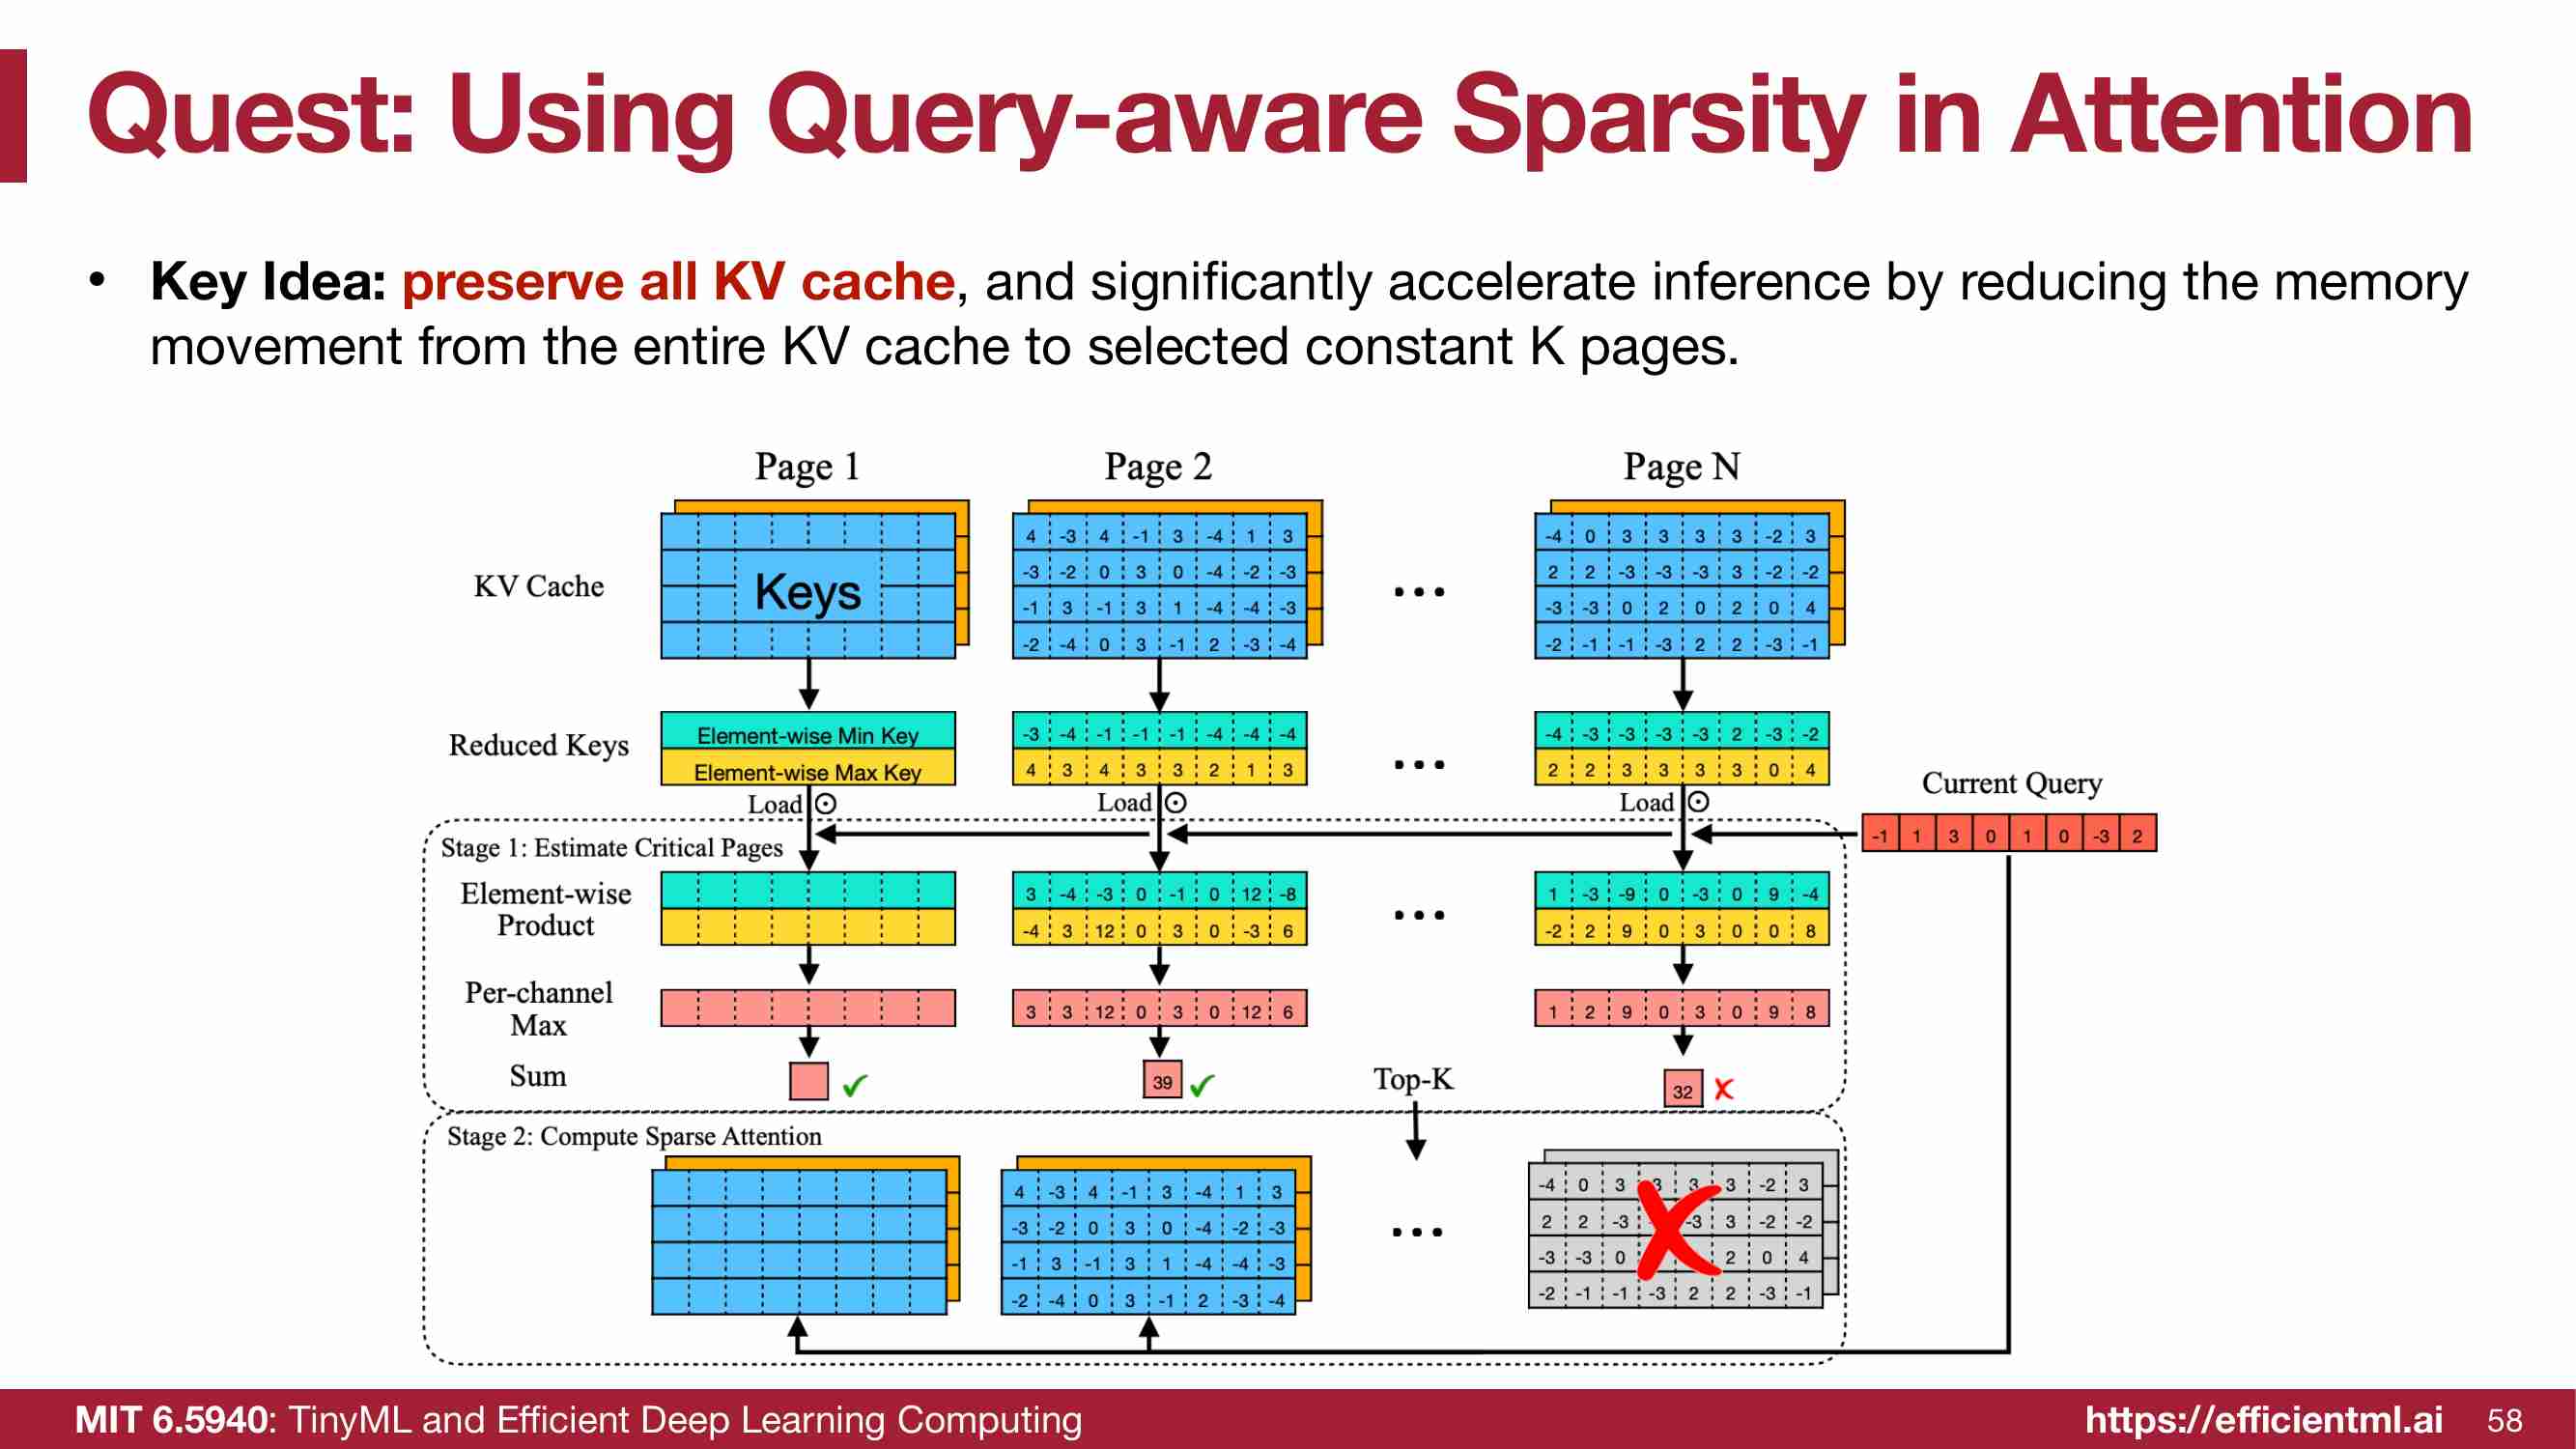 Quest: Using Query-aware Sparsity in Attention
• Key Idea: preserve all KV cache, and significantly accelerate inference by reducing the memory
movement from the entire KV cache to selected constant K pages.
Page 1 Page 2 Page N
KV Cache
Keys
4 -3 4 -1 3 -4 1 3
-3 -2 0 3 0 -4 -2 -3
-1 3 -1 3 1 -4 -4 -3
-2 -4 0 3 -1 2 -3 -4
...
-4 0 3 3 3 3 -2 3
2 2 -3 -3 -3 3 -2 -2
-3 -3 0 2 0 2 0 4
-2 -1 -1 -3 2 2 -3 -1
Reduced Keys
Element-wise Min Key
Element-wise Max Key
-3 -4 -1 -1 -1 -4 -4 -4
4 3 4 3 3 2 1 3
...
-4 -3 -3 -3 -3 2 -3 -2
2 2 3 3 3 3 0 4
Load ⊙ Load ⊙ Load ⊙
Current Query
-1 1 3 0 1 0 -3 2
Stage 1: Estimate Critical Pages
Element-wise
Product
3 -4 -3 0 -1 0 12 -8
-4 3 12 0 3 0 -3 6
...
1 -3 -9 0 -3 0 9 -4
-2 2 9 0 3 0 0 8
Per-channel
Max
3 3 12 0 3 0 12 6
1 2 9 0 3 0 9 8
Sum
✓ 39 ✓ Top-K 32 ✗
Stage 2: Compute Sparse Attention
4 -3 4 -1 3 -4 1 3
-3 -2 0 3 0 -4 -2 -3
-1 3 -1 3 1 -4 -4 -3
-2 -4 0 3 -1 2 -3 -4
...
-4 0 3 3 3 3 -2 3
2 2 -3 -3 3 -2 -2
-3 -3 0 2 0 4
-2 -1 -1 -3 2 2 -3 -1
MIT 6.5940: TinyML and Efficient Deep Learning Computing
https://efficientml.ai 58